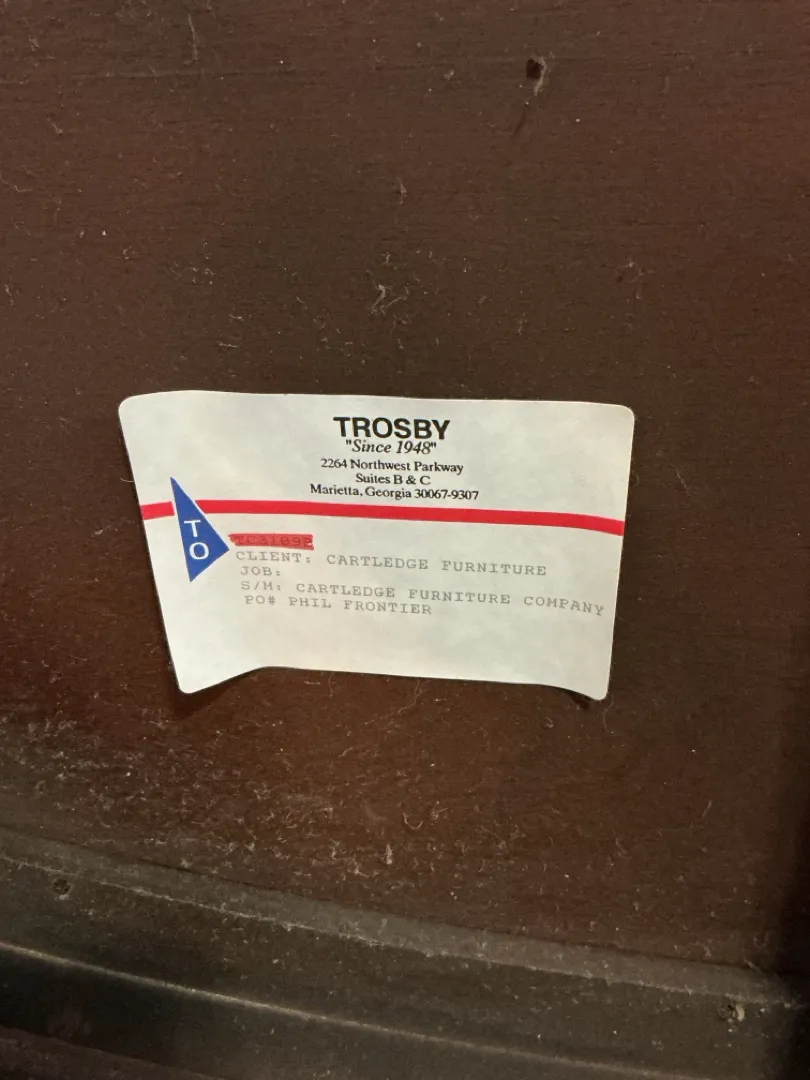 TROSBY
"Since 1948"
2264 Northwest Parkway
Suites B & C
Marietta, Georgia 30067-9307
TO
CLIENT: CARTLEDGE FURNITURE
JOB:
S/M: CARTLEDGE FURNITURE COMPANY
PO# PHIL FRONTIER